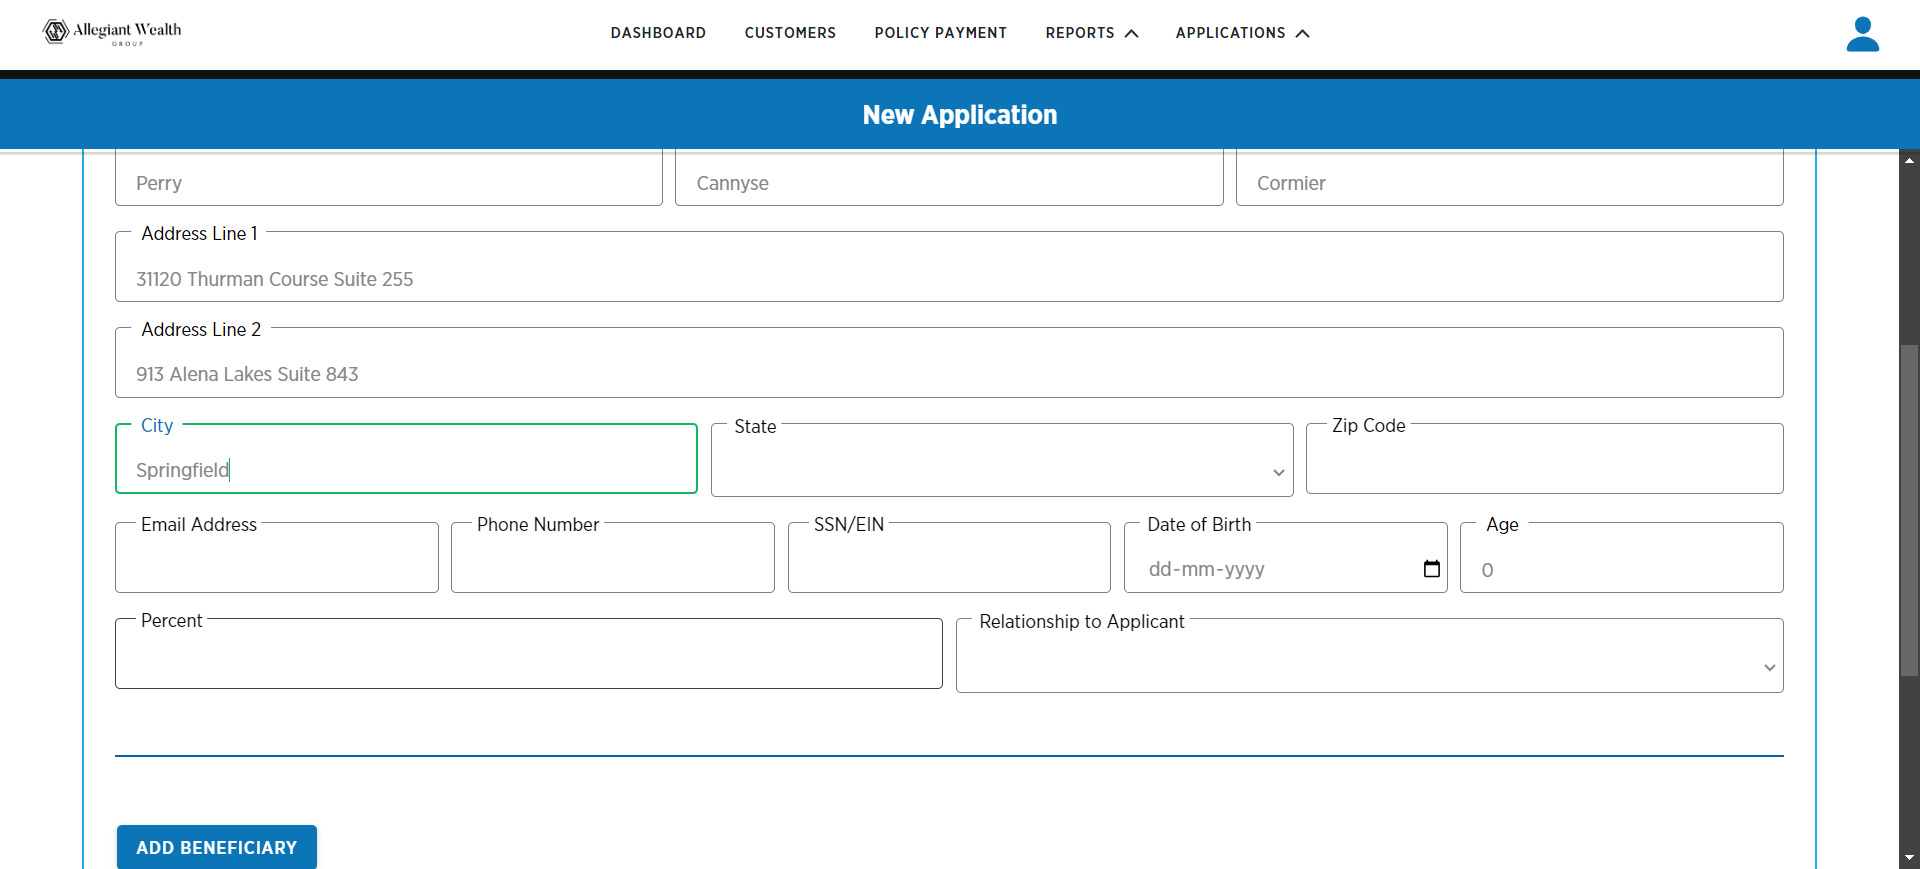 Allegiant Wealth
GROUP
DASHBOARD CUSTOMERS POLICY PAYMENT REPORTS APPLICATIONS
New Application
Perry Cannyse Cormier
Address Line 1
31120 Thurman Course Suite 255
Address Line 2
913 Alena Lakes Suite 843
City State Zip Code
Springfield
Email Address Phone Number SSN/EIN Date of Birth Age
dd-mm-yyyy 0
Percent Relationship to Applicant
ADD BENEFICIARY